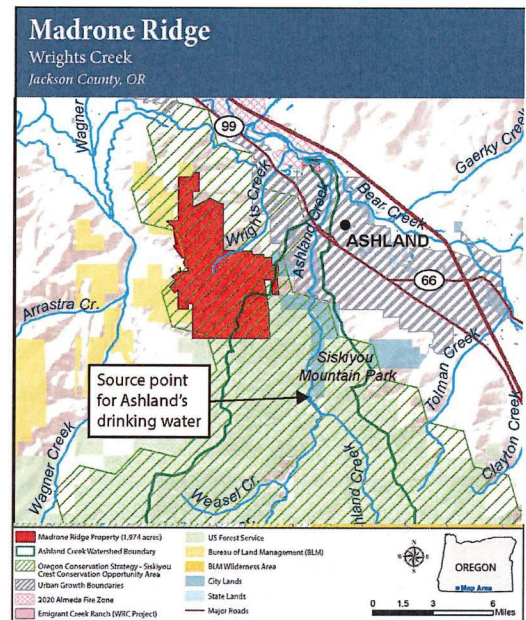 Madrone Ridge
Wrights Creek
Jackson County, OR
Wagner
99
Gaerky Creek
Bear Creek
Wrights Creek
Ashland Creek
ASHLAND
66
Arrastra Cr.
Siskiyou
Mountain Park
Tolman Creek
Source point
for Ashland's
drinking water
Wagner Creek
Weasel Cr.
hland Creek
Clayton Creek
Madrone Ridge Property (1,974 acres)
Ashland Creek Watershed Boundary
Oregon Conservation Strategy - Siskiyou
Crest Conservation Opportunity Area
Urban Growth Boundaries
2020 Almeda Fire Zone
Emigrant Creek Ranch (WRC Project)
US Forest Service
Bureau of Land Management (BLM)
BLM Wilderness Area
City Lands
State Lands
Major Roads
OREGON
Map Area
0 1.5 3 6
Miles